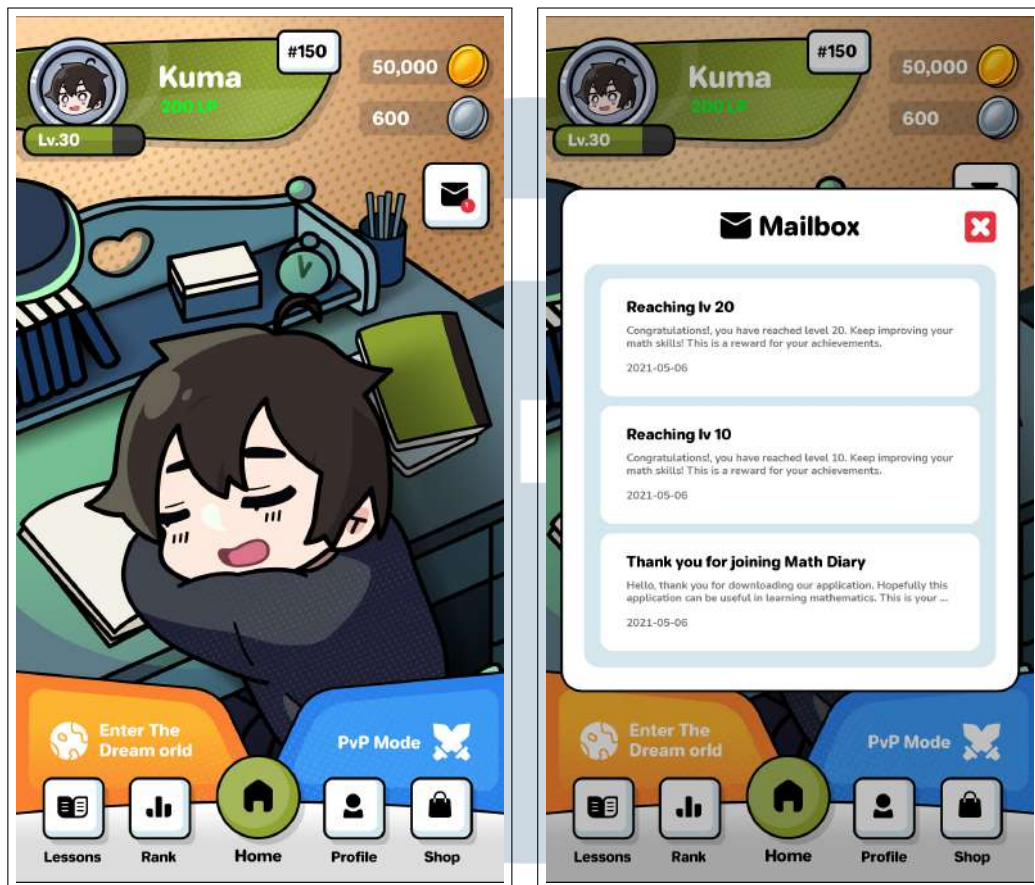 #150
Kuma
200 LP
Lv.30
50,000
600
1
Enter The
Dream orld
PvP Mode
Lessons
Rank
Home
Profile
Shop
#150
Kuma
200 LP
Lv.30
50,000
600
Mailbox
Reaching lv 20
Congratulations!, you have reached level 20. Keep improving your
math skills! This is a reward for your achievements.
2021-05-06
Reaching lv 10
Congratulations!, you have reached level 10. Keep improving your
math skills! This is a reward for your achievements.
2021-05-06
Thank you for joining Math Diary
Hello, thank you for downloading our application. Hopefully this
application can be useful in learning mathematics. This is your ...
2021-05-06
Enter The
Dream orld
PvP Mode
Lessons
Rank
Home
Profile
Shop